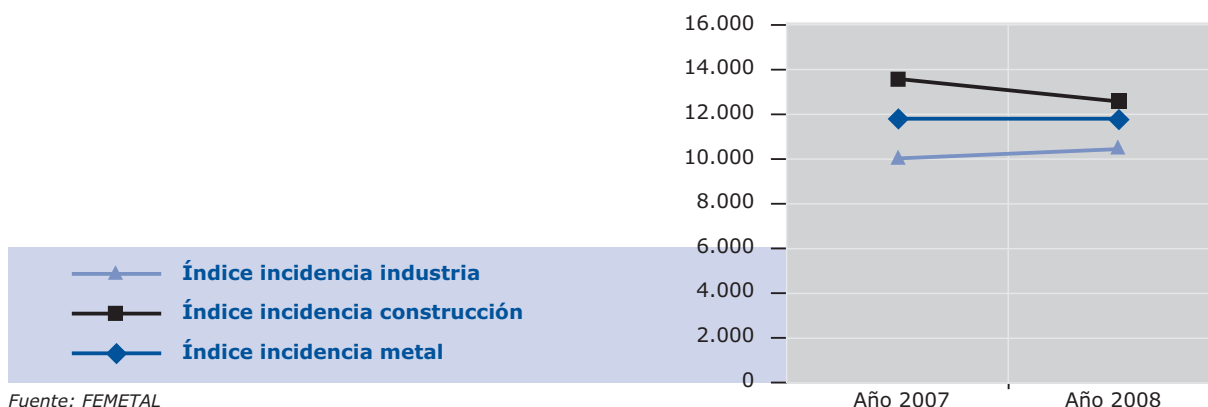 16.000
14.000
12.000
10.000
8.000
6.000
4.000
2.000
0
Año 2007 Año 2008
Índice incidencia industria
Índice incidencia construcción
Índice incidencia metal
Fuente: FEMETAL